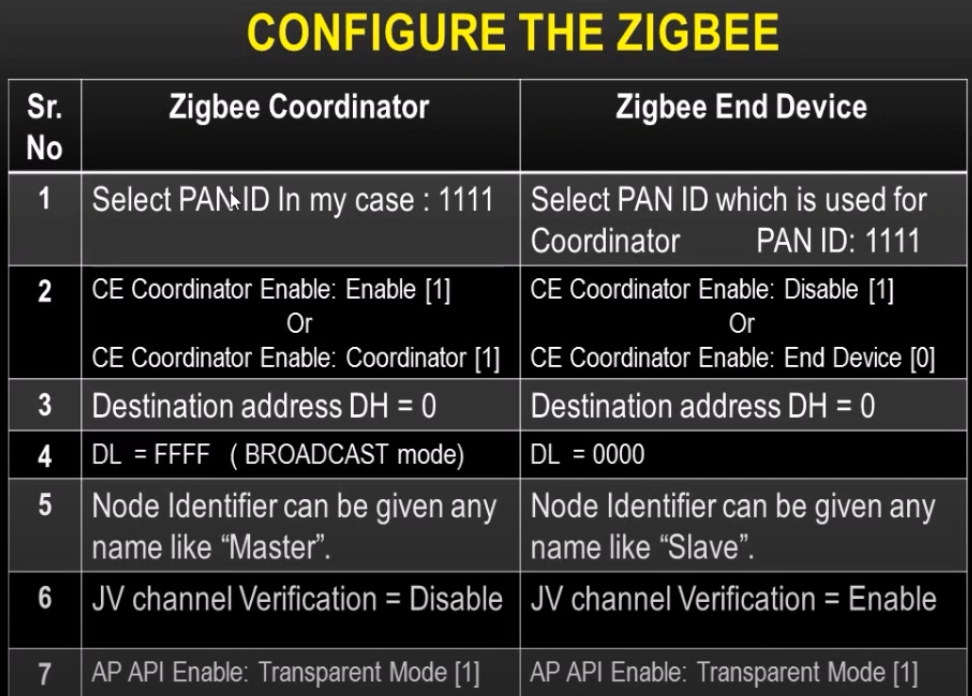 CONFIGURE THE ZIGBEE
Sr. No
Zigbee Coordinator
Zigbee End Device
1
Select PAN ID In my case : 1111
Select PAN ID which is used for
Coordinator PAN ID: 1111
2
CE Coordinator Enable: Enable [1]
Or
CE Coordinator Enable: Coordinator [1]
CE Coordinator Enable: Disable [1]
Or
CE Coordinator Enable: End Device [0]
3
Destination address DH = 0
Destination address DH = 0
4
DL = FFFF ( BROADCAST mode)
DL = 0000
5
Node Identifier can be given any
name like “Master”.
Node Identifier can be given any
name like “Slave”.
6
JV channel Verification = Disable
JV channel Verification = Enable
7
AP API Enable: Transparent Mode [1]
AP API Enable: Transparent Mode [1]